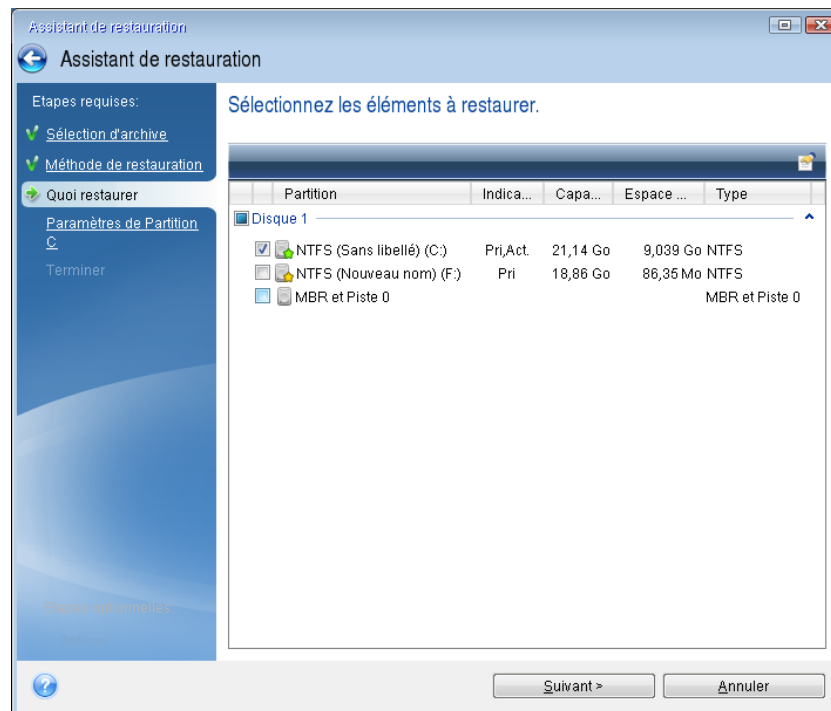 Assistant de restauration
Assistant de restauration
Etapes requises:
Sélection d'archive
Méthode de restauration
Quoi restaurer
Paramètres de Partition
C
Terminer
Sélectionnez les éléments à restaurer.
Partition Indica... Capa... Espace ... Type
Disque 1
NTFS (Sans libellé) (C:) Pri,Act. 21,14 Go 9,039 Go NTFS
NTFS (Nouveau nom) (F:) Pri 18,86 Go 86,35 Mo NTFS
MBR et Piste 0 MBR et Piste 0
Suivant >
Annuler